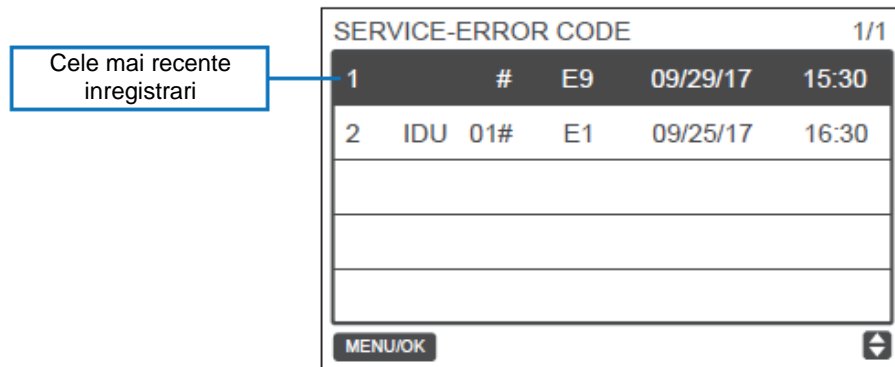 SERVICE-ERROR CODE 1/1
Cele mai recente
inregistrari
1 # E9 09/29/17 15:30
2 IDU 01# E1 09/25/17 16:30
MENU/OK